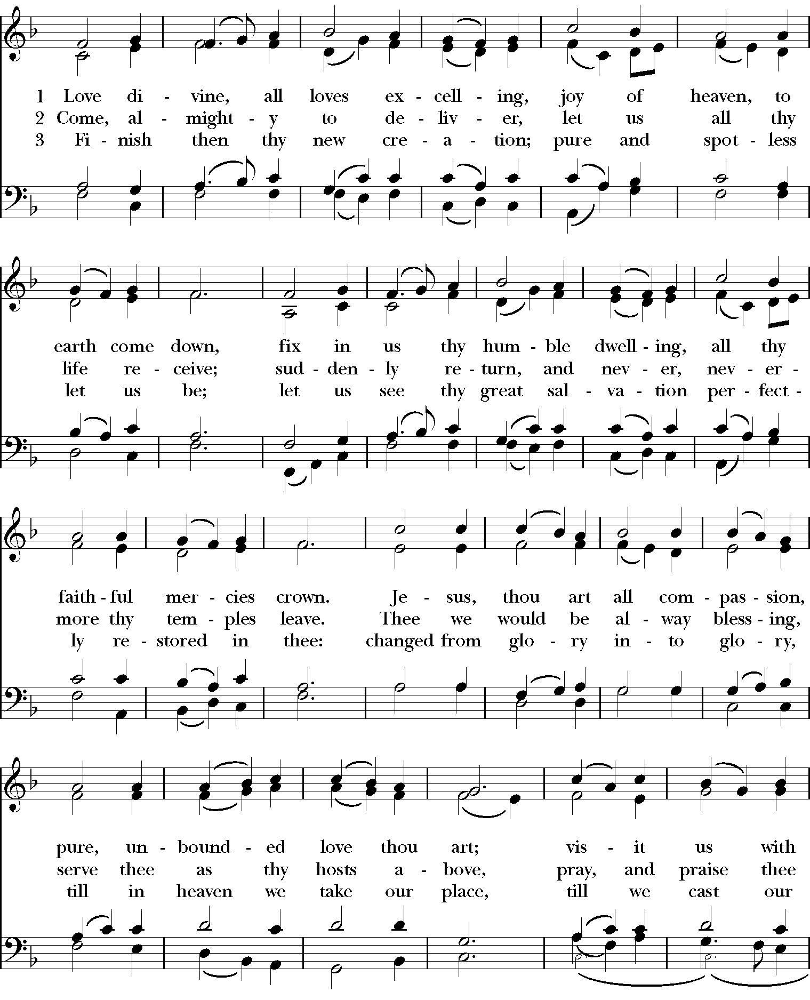 1 Love di - vine, all loves ex - cell - ing, joy of heaven, to
2 Come, al - might - y to de - liv - er, let us all thy
3 Fi - nish then thy new cre - a - tion; pure and spot - less
earth come down, fix in us thy hum - ble dwell - ing, all thy
life re - ceive; sud - den - ly re - turn, and nev - er, nev - er -
let us be; let us see thy great sal - va - tion per - fect -
faith - ful mer - cies crown. Je - sus, thou art all com - pas - sion,
more thy tem - ples leave. Thee we would be al - way bless - ing,
ly re - stored in thee: changed from glo - ry in - to glo - ry,
pure, un - bound - ed love thou art; vis - it us with
serve thee as thy hosts a - bove, pray, and praise thee
till in heaven we take our place, till we cast our